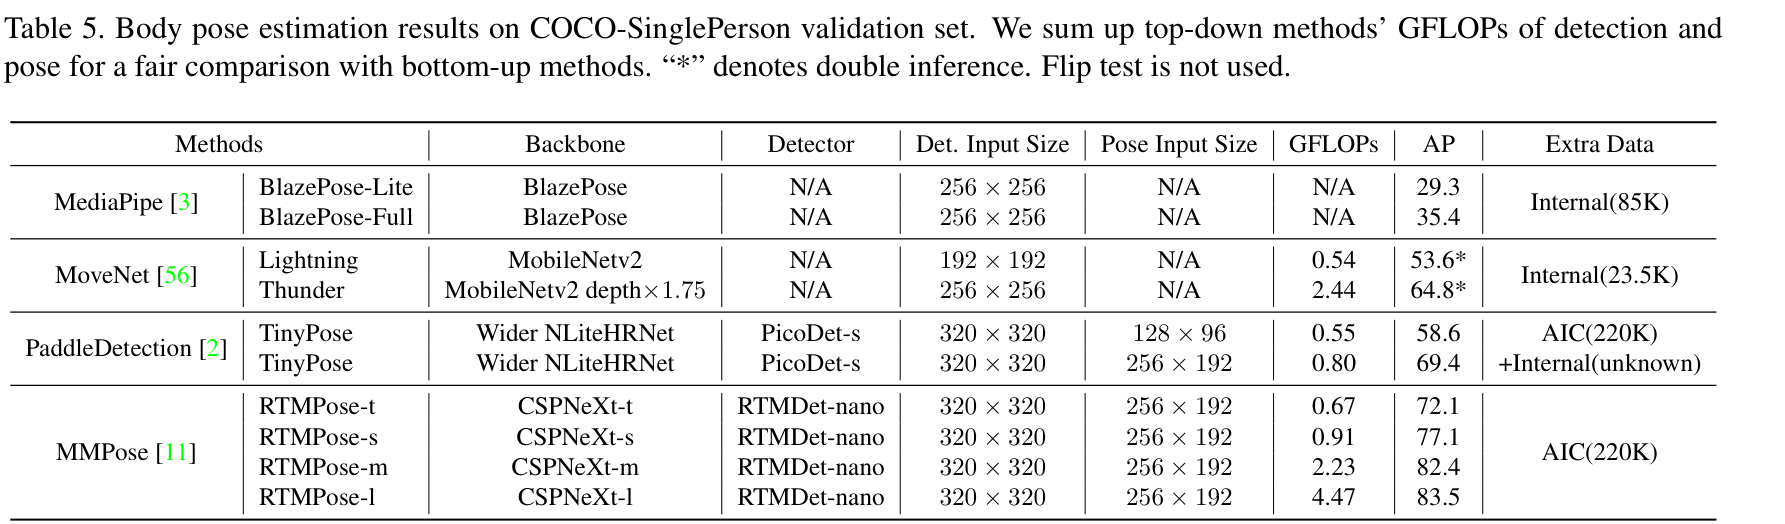 Table 5. Body pose estimation results on COCO-SinglePerson validation set. We sum up top-down methods' GFLOPs of detection and
pose for a fair comparison with bottom-up methods. “*” denotes double inference. Flip test is not used.
Methods Backbone Detector Det. Input Size Pose Input Size GFLOPs AP Extra Data
MediaPipe [3] BlazePose-Lite BlazePose N/A 256 × 256 N/A N/A 29.3 Internal(85K)
BlazePose-Full BlazePose N/A 256 × 256 N/A N/A 35.4
MoveNet [56] Lightning MobileNetv2 N/A 192 × 192 N/A 0.54 53.6* Internal(23.5K)
Thunder MobileNetv2 depth×1.75 N/A 256 × 256 N/A 2.44 64.8*
PaddleDetection [2] TinyPose Wider NLiteHRNet PicoDet-s 320 × 320 128 × 96 0.55 58.6 AIC(220K)
TinyPose Wider NLiteHRNet PicoDet-s 320 × 320 256 × 192 0.80 69.4 +Internal(unknown)
MMPose [11] RTMPose-t CSPNeXt-t RTMDet-nano 320 × 320 256 × 192 0.67 72.1 AIC(220K)
RTMPose-s CSPNeXt-s RTMDet-nano 320 × 320 256 × 192 0.91 77.1
RTMPose-m CSPNeXt-m RTMDet-nano 320 × 320 256 × 192 2.23 82.4
RTMPose-l CSPNeXt-l RTMDet-nano 320 × 320 256 × 192 4.47 83.5